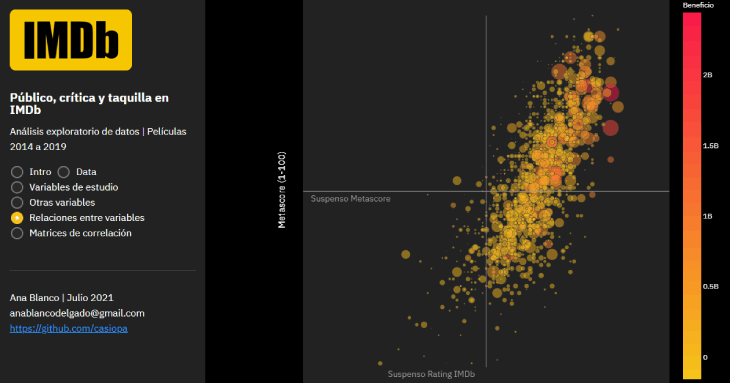 IMDb
Público, crítica y taquilla en
IMDb
Análisis exploratorio de datos | Películas
2014 a 2019
Intro Data
Variables de estudio
Otras variables
Relaciones entre variables
Matrices de correlación
Ana Blanco | Julio 2021
anablancodelgado@gmail.com
https://github.com/casiopa
Metascore (1-100)
Suspenso Metascore
Suspenso Rating IMDb
Beneficio
2B
1.5B
1B
0.5B
0